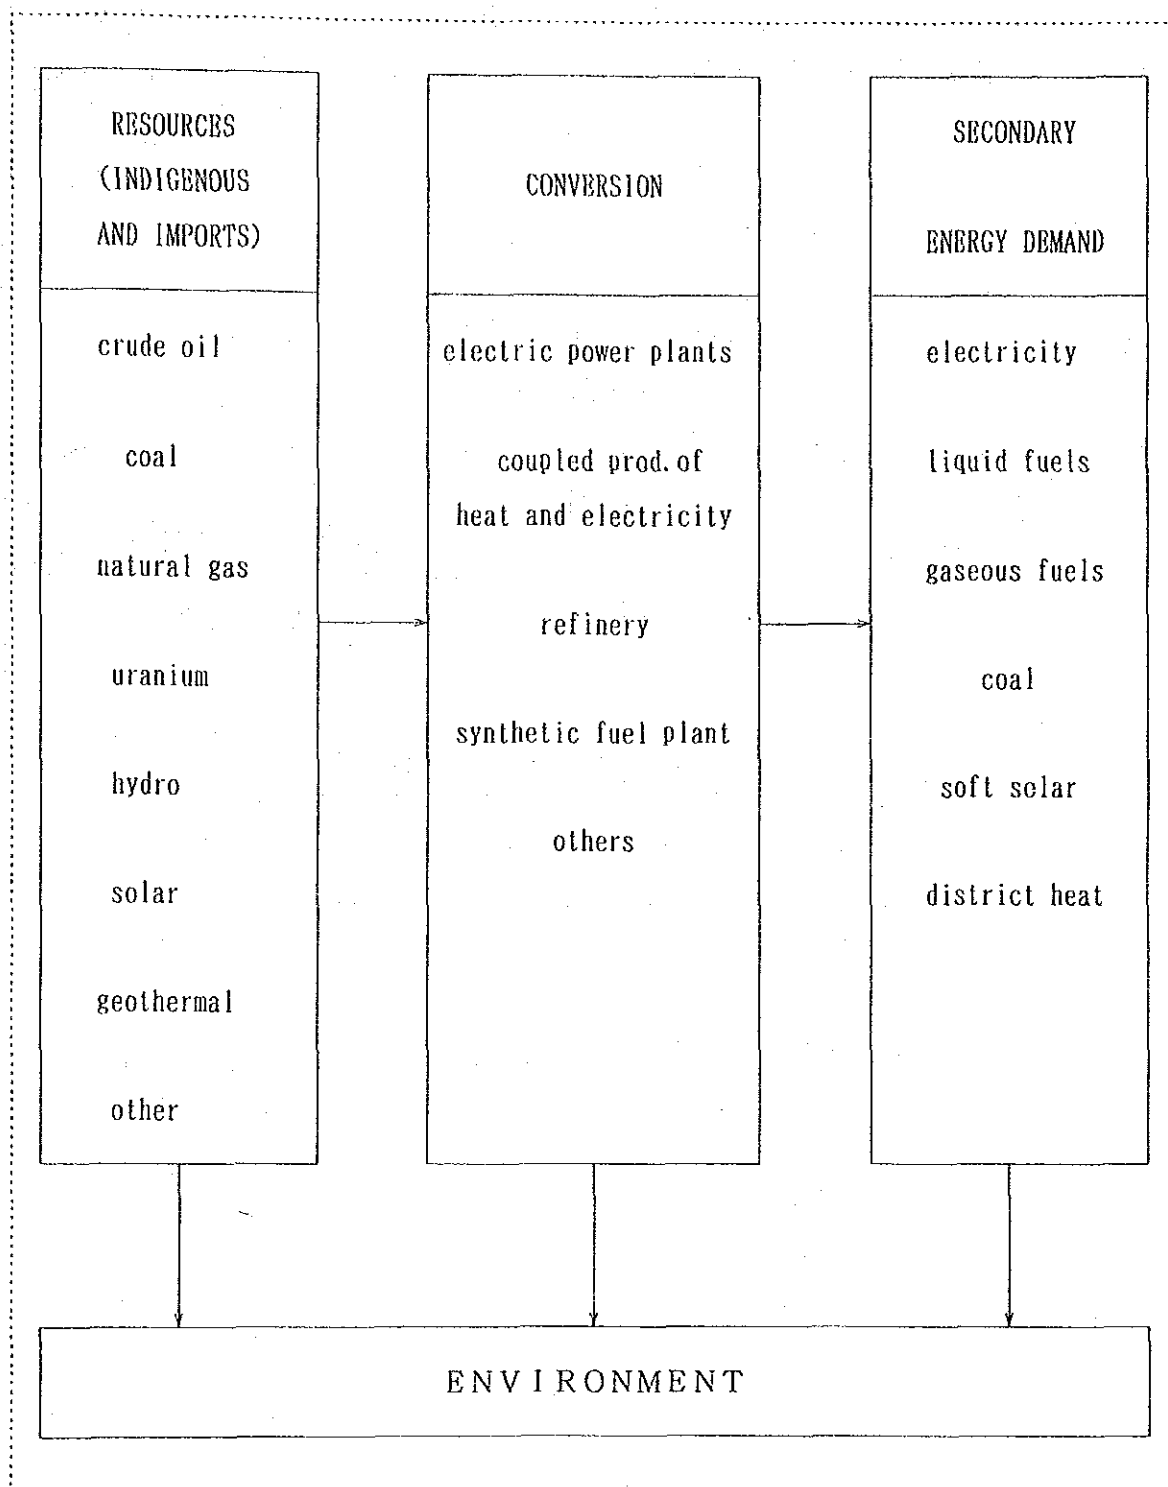 RESOURCES
(INDIGENOUS
AND IMPORTS)
crude oil
coal
natural gas
uranium
hydro
solar
geothermal
other
CONVERSION
electric power plants
coupled prod. of
heat and electricity
refinery
synthetic fuel plant
others
SECONDARY
ENERGY DEMAND
electricity
liquid fuels
gaseous fuels
coal
soft solar
district heat
ENVIRONMENT